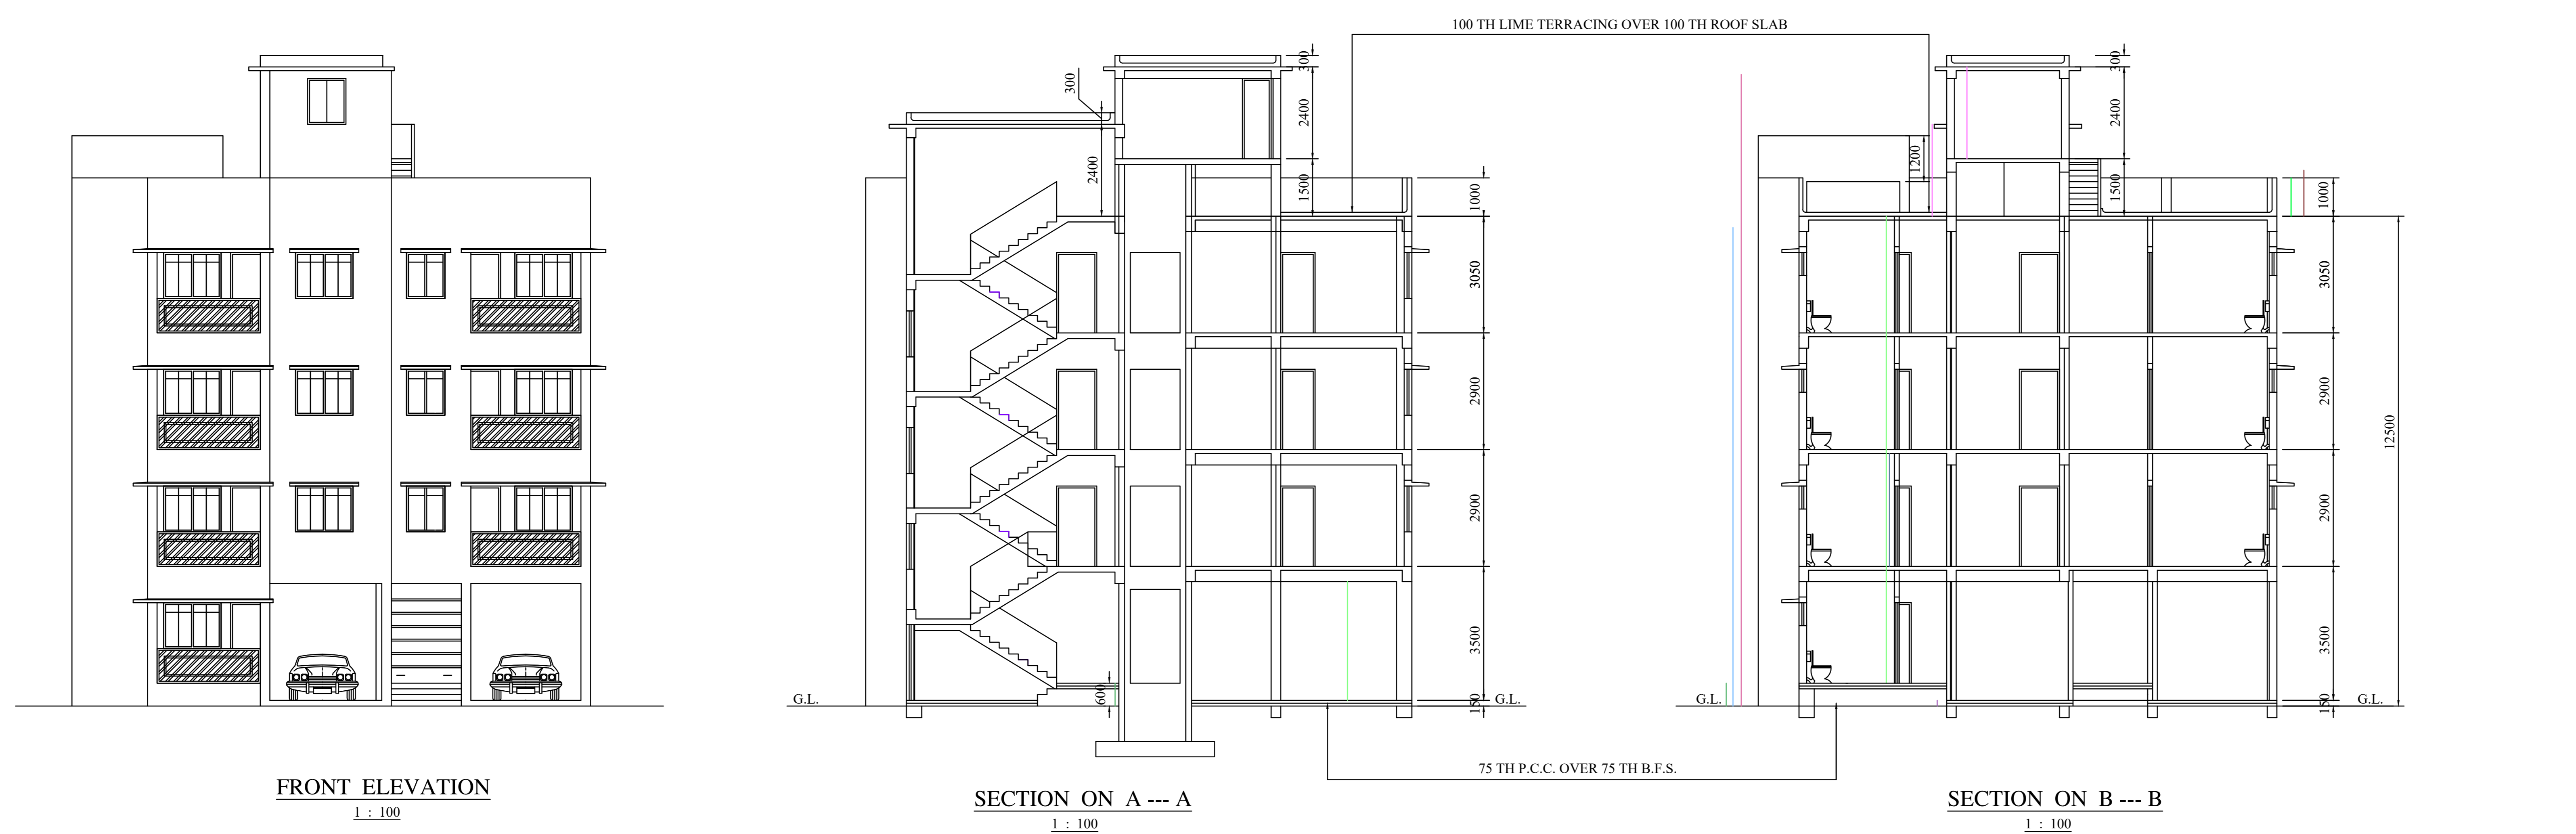 100 TH LIME TERRACING OVER 100 TH ROOF SLAB
300
2400
300
2400
1500
1000
3050
2900
2900
3500
150
600
G.L.
G.L.
300
2400
1500
1200
1000
3050
2900
2900
3500
150
12500
G.L.
G.L.
75 TH P.C.C. OVER 75 TH B.F.S.
FRONT ELEVATION
1 : 100
SECTION ON A --- A
1 : 100
SECTION ON B --- B
1 : 100